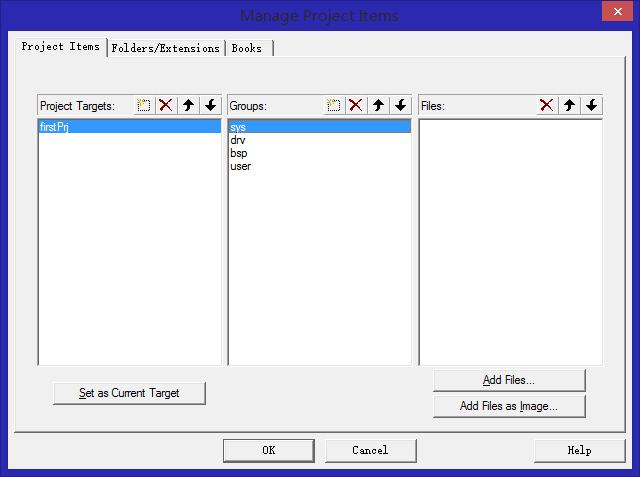 Manage Project Items
Project Items Folders/Extensions Books
Project Targets: Groups: Files:
firstPrj
sys
drv
bsp
user
Set as Current Target
Add Files...
Add Files as Image...
OK Cancel Help